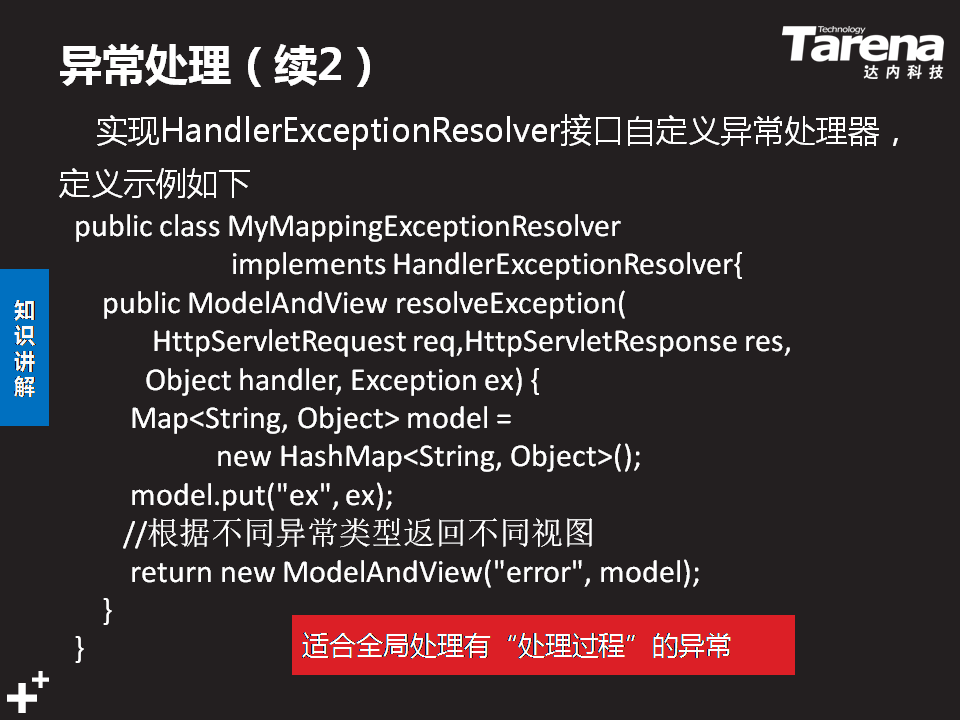 异常处理（续2）
Technology
Tarena
达内科技
实现HandlerExceptionResolver接口自定义异常处理器，
定义示例如下
public class MyMappingExceptionResolver
implements HandlerExceptionResolver{
public ModelAndView resolveException(
HttpServletRequest req,HttpServletResponse res,
Object handler, Exception ex) {
Map<String, Object> model =
new HashMap<String, Object>();
model.put("ex", ex);
//根据不同异常类型返回不同视图
return new ModelAndView("error", model);
}
}
知识讲解
适合全局处理有“处理过程”的异常